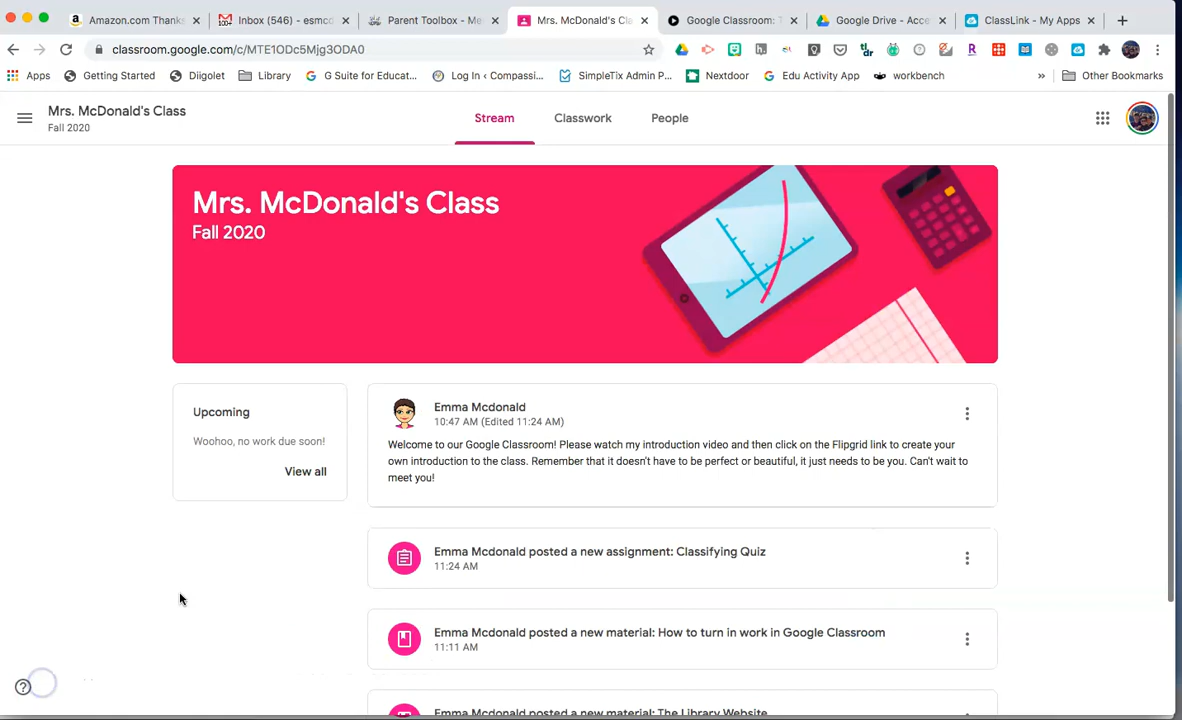 Amazon.com Thanks
Inbox (546) - esmcd
Parent Toolbox - Me
Mrs. McDonald's Cla
Google Classroom: T
Google Drive - Acce
ClassLink - My Apps
classroom.google.com/c/MTE1ODc5Mjg3ODA0
Apps
Getting Started
Diigolet
Library
G Suite for Educat...
Log In ‹ Compassi...
SimpleTix Admin P...
Nextdoor
Edu Activity App
workbench
»
Other Bookmarks
Mrs. McDonald's Class
Fall 2020
Stream
Classwork
People
Mrs. McDonald's Class
Fall 2020
Upcoming
Woohoo, no work due soon!
View all
Emma Mcdonald
10:47 AM (Edited 11:24 AM)
Welcome to our Google Classroom! Please watch my introduction video and then click on the Flipgrid link to create your
own introduction to the class. Remember that it doesn't have to be perfect or beautiful, it just needs to be you. Can't wait to
meet you!
Emma Mcdonald posted a new assignment: Classifying Quiz
11:24 AM
Emma Mcdonald posted a new material: How to turn in work in Google Classroom
11:11 AM
Emma Mcdonald posted a new material: The Library Website